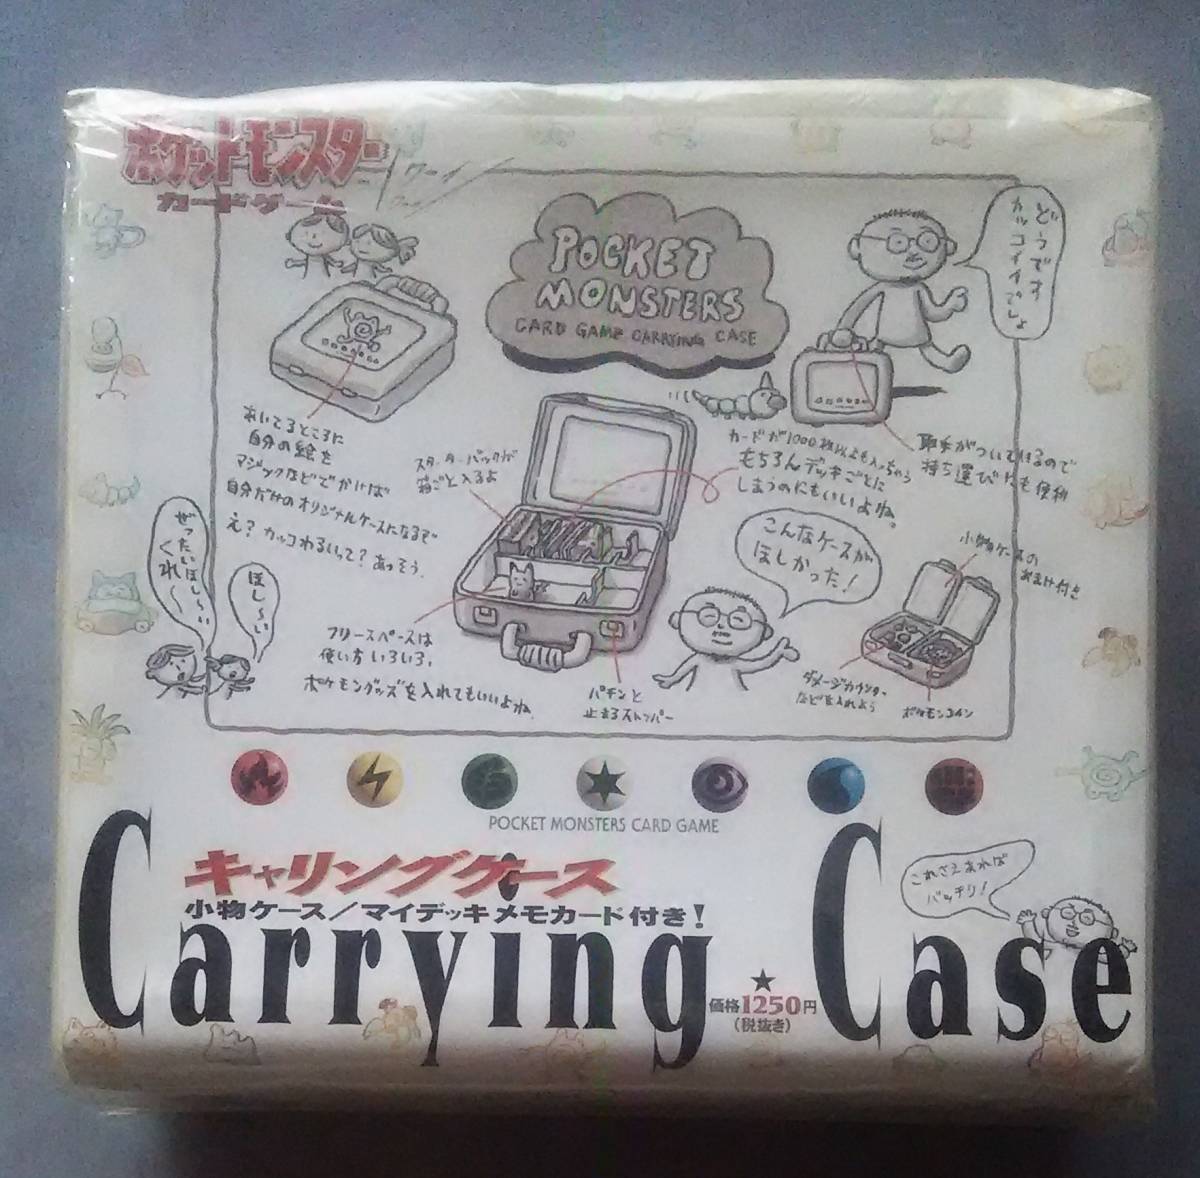 ポケットモンスター
カードゲーム
ワーイ
POCKET
MONSTERS
CARD GAME CARRYING CASE
どうです
カッコイイでしょ
あいてるところに
自分の絵を
マジックなどでかけば
自分だけのオリジナルケースになるで
え?カッコわるいって?あっそう.
スターターパックが
箱ごと入るよ
カードが1000枚以上も入っちゃう
もちろんデッキごとに
しまうのにもいいよね。
取手がついているので
持ち運びにも便利
ぜったいほし〜い
くれ〜
ほし〜い
こんなケースが
ほしかった!
小物ケースの
おまけ付き
フリースペースは
使い方いろいろ.
ポケモングッズを入れてもいいよね.
パチンと
止まるストッパー
ダメージカウンター
などを入れよう
ポケモンコイン
POCKET MONSTERS CARD GAME
キャリングケース
小物ケース/マイデッキメモカード付き!
Carrying Case
これさえあれば
バッチリ!
★
価格1250円
(税抜き)